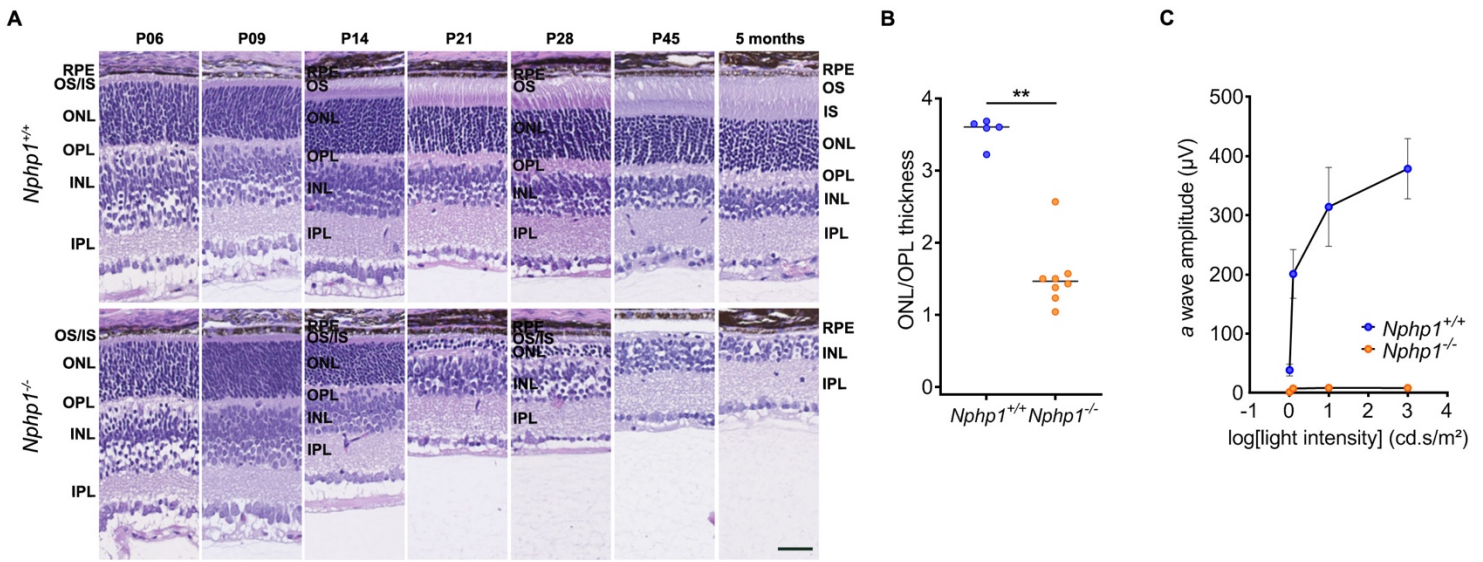 A
P06 P09 P14 P21 P28 P45 5 months
Nphp1+/+
RPE
OS/IS
ONL
OPL
INL
IPL
RPE
OS
ONL
OPL
INL
IPL
RPE
OS
ONL
OPL
INL
IPL
RPE
OS
IS
ONL
OPL
INL
IPL
Nphp1-/-
OS/IS
ONL
OPL
INL
IPL
RPE
OS/IS
ONL
OPL
INL
IPL
RPE
OS/IS
ONL
INL
IPL
RPE
INL
IPL
B
ONL/OPL thickness
4
3
2
1
0
**
Nphp1+/+ Nphp1-/-
C
a wave amplitude (µV)
500
400
300
200
100
0
Nphp1+/+
Nphp1-/-
-1 0 1 2 3 4
log[light intensity] (cd.s/m²)